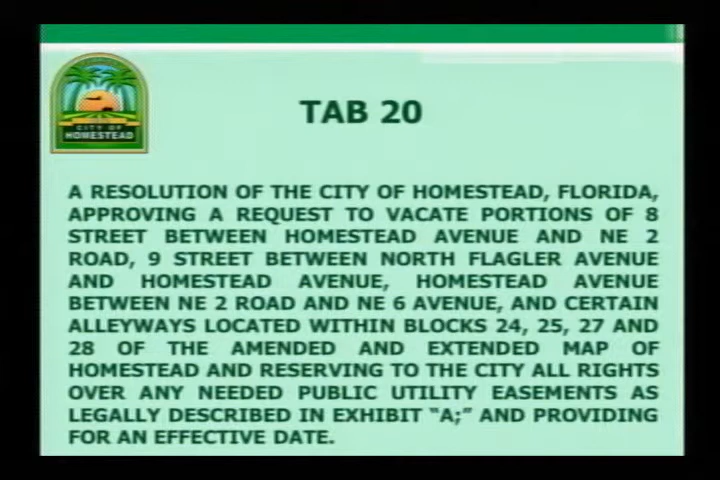 TAB 20
CITY OF
HOMESTEAD
A RESOLUTION OF THE CITY OF HOMESTEAD, FLORIDA,
APPROVING A REQUEST TO VACATE PORTIONS OF 8
STREET BETWEEN HOMESTEAD AVENUE AND NE 2
ROAD, 9 STREET BETWEEN NORTH FLAGLER AVENUE
AND HOMESTEAD AVENUE, HOMESTEAD AVENUE
BETWEEN NE 2 ROAD AND NE 6 AVENUE, AND CERTAIN
ALLEYWAYS LOCATED WITHIN BLOCKS 24, 25, 27 AND
28 OF THE AMENDED AND EXTENDED MAP OF
HOMESTEAD AND RESERVING TO THE CITY ALL RIGHTS
OVER ANY NEEDED PUBLIC UTILITY EASEMENTS AS
LEGALLY DESCRIBED IN EXHIBIT “A;” AND PROVIDING
FOR AN EFFECTIVE DATE.